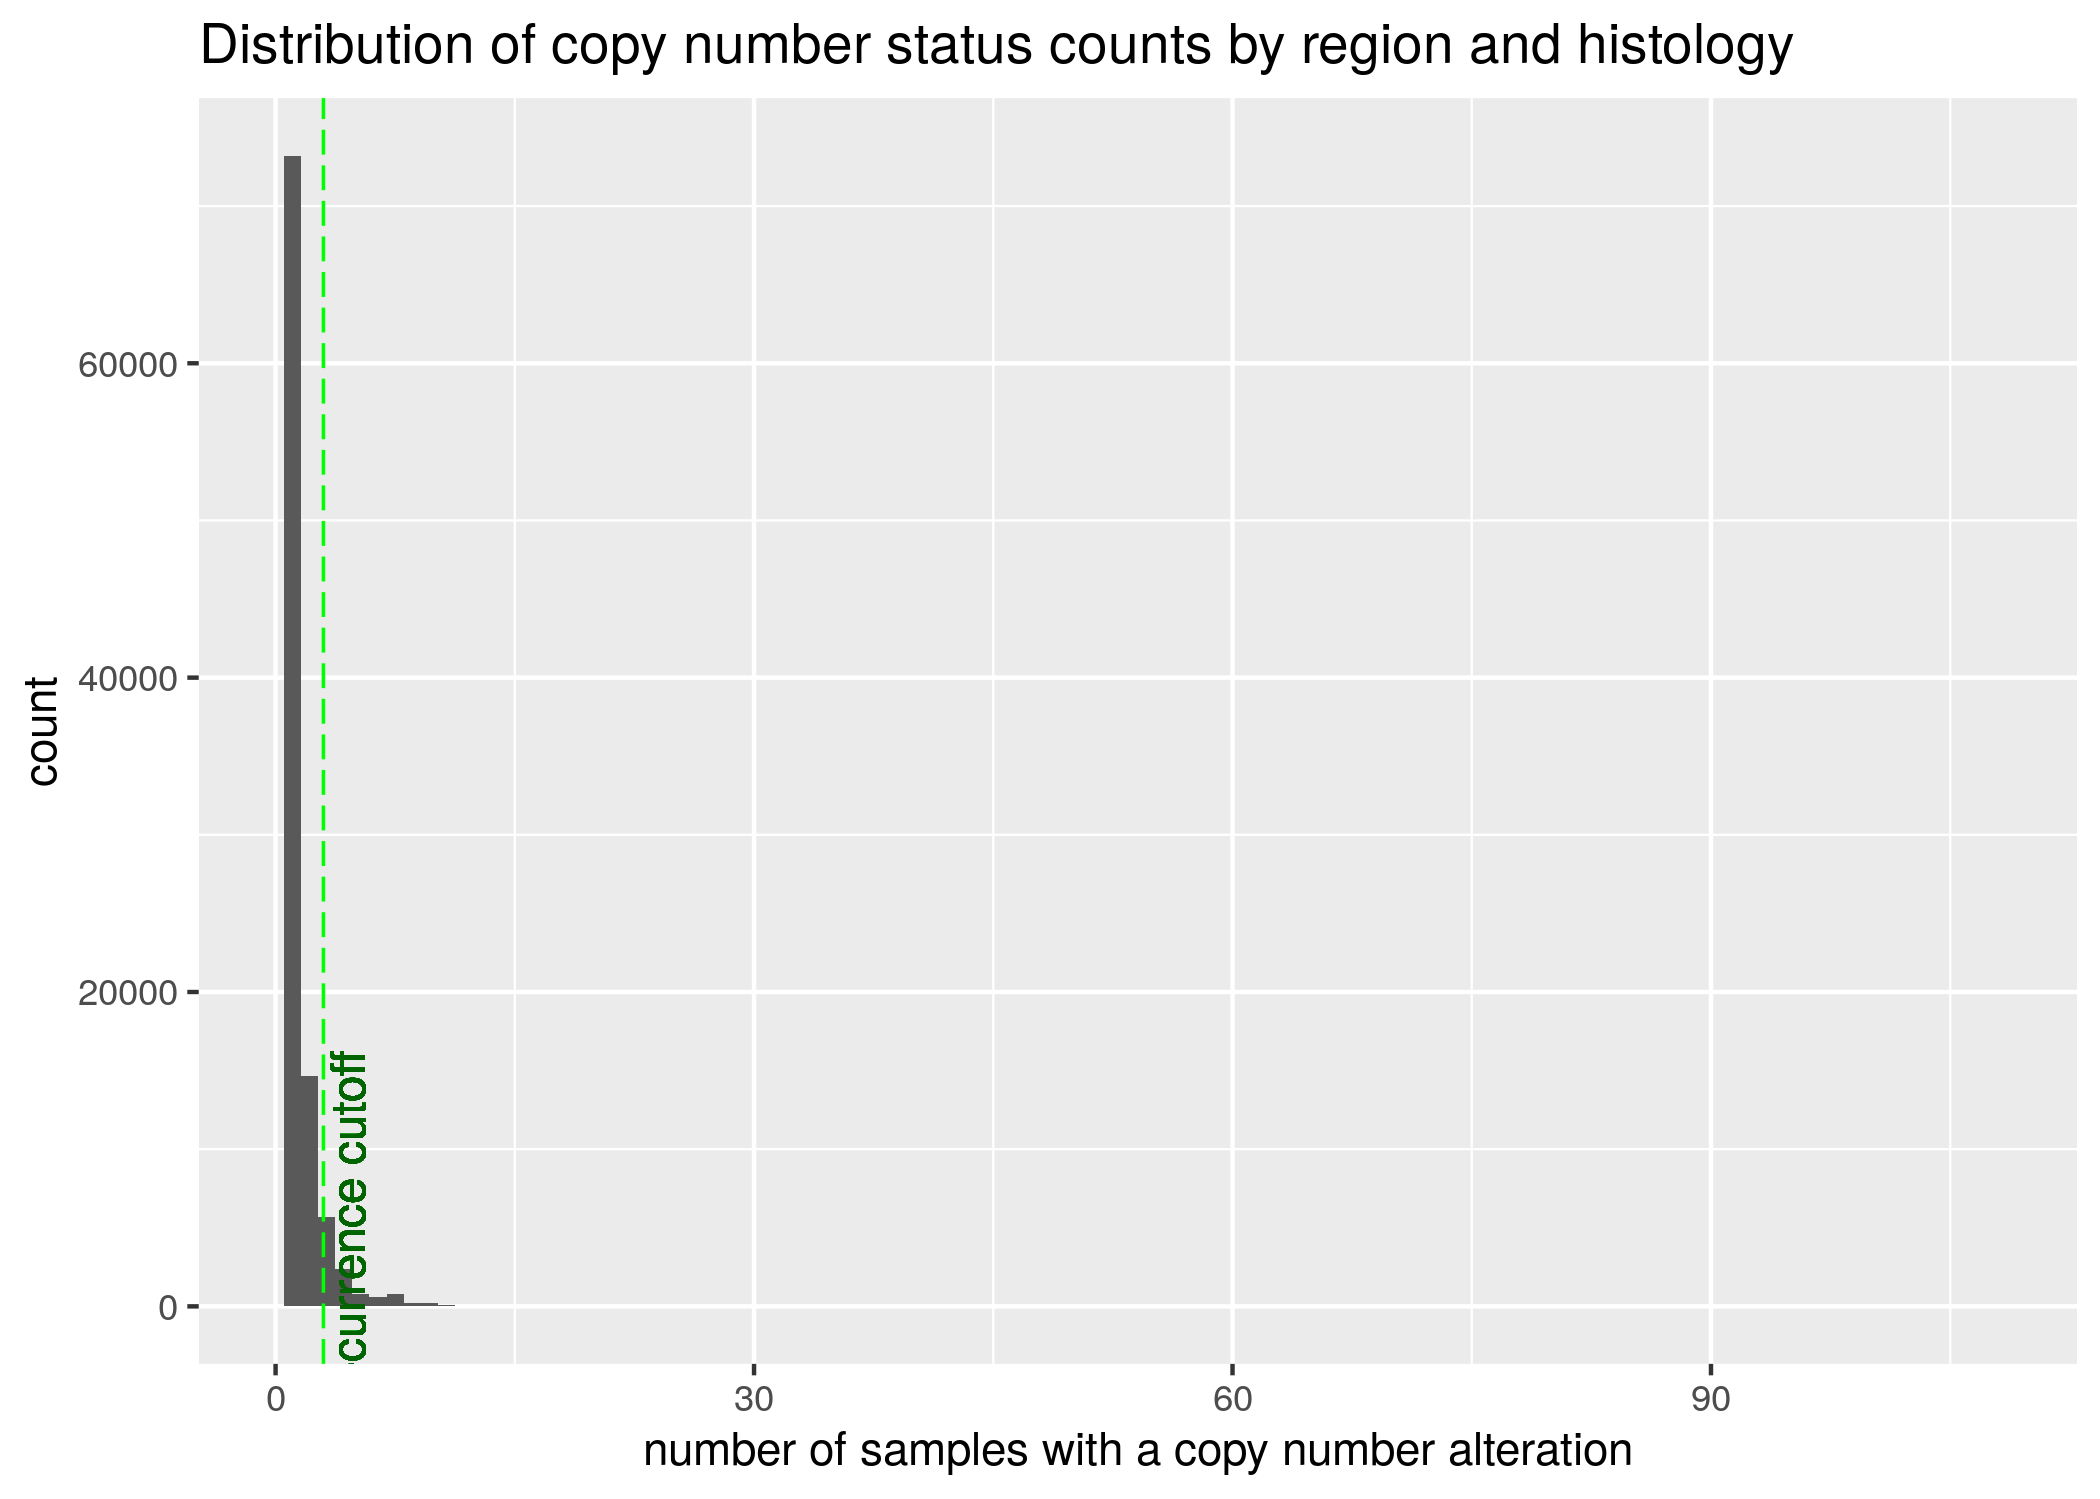 Distribution of copy number status counts by region and histology
count
60000
40000
20000
0
currence cutoff
0
30
60
90
number of samples with a copy number alteration